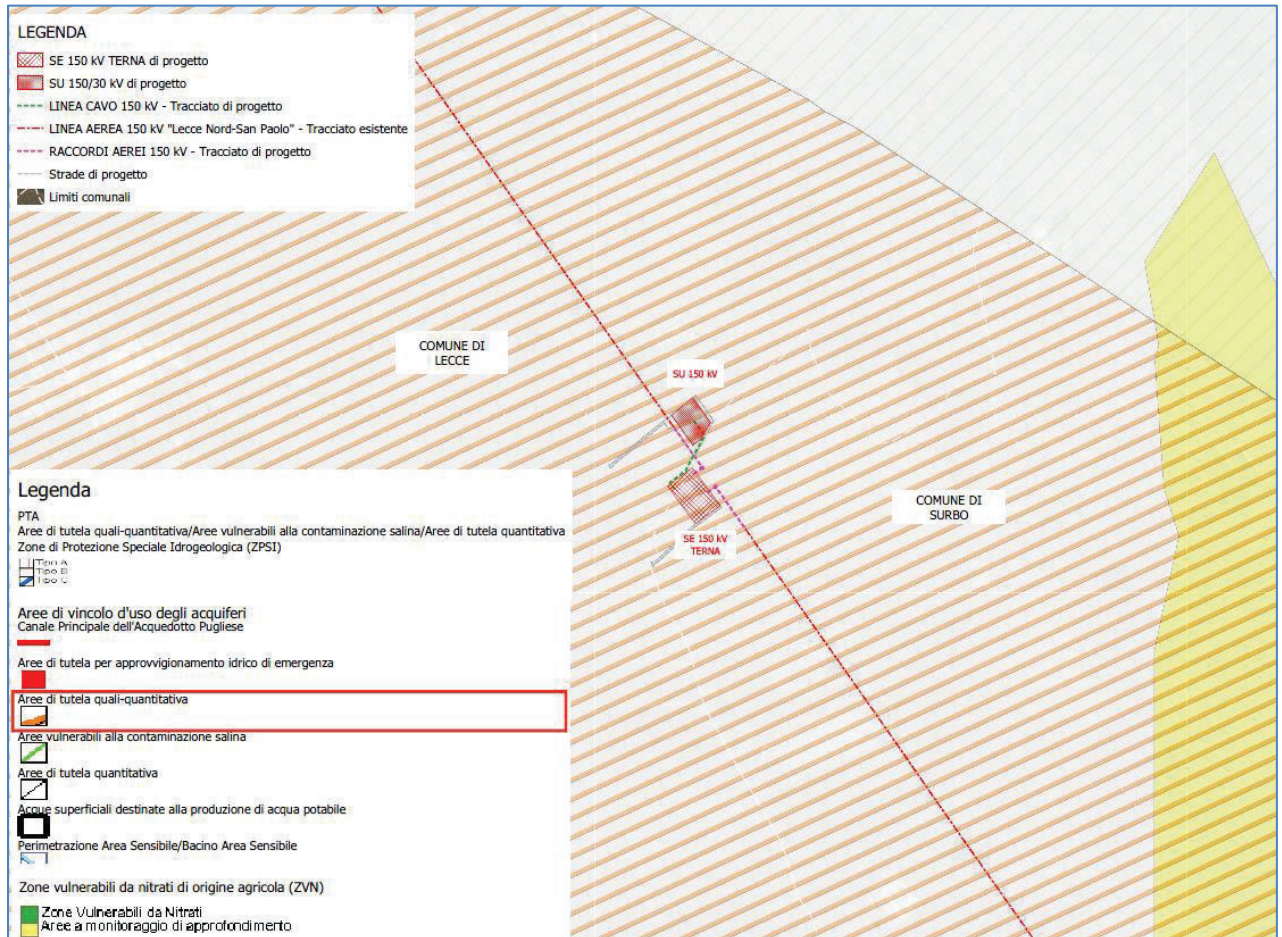 LEGENDA
SE 150 kV TERNA di progetto
SU 150/30 kV di progetto
LINEA CAVO 150 kV - Tracciato di progetto
LINEA AEREA 150 kV "Lecce Nord-San Paolo" - Tracciato esistente
RACCORDI AEREI 150 kV - Tracciato di progetto
Strade di progetto
Limiti comunali
COMUNE DI
LECCE
SU 150 kV
COMUNE DI
SURBO
SE 150 kV
TERNA
Legenda
PTA
Aree di tutela quali-quantitativa/Aree vulnerabili alla contaminazione salina/Aree di tutela quantitativa
Zone di Protezione Speciale Idrogeologica (ZPSI)
Tipo A
Tipo B
Tipo C
Aree di vincolo d'uso degli acquiferi
Canale Principale dell'Acquedotto Pugliese
Aree di tutela per approvvigionamento idrico di emergenza
Aree di tutela quali-quantitativa
Aree vulnerabili alla contaminazione salina
Aree di tutela quantitativa
Acque superficiali destinate alla produzione di acqua potabile
Perimetrazione Area Sensibile/Bacino Area Sensibile
Zone vulnerabili da nitrati di origine agricola (ZVN)
Zone Vulnerabili da Nitrati
Aree a monitoraggio di approfondimento